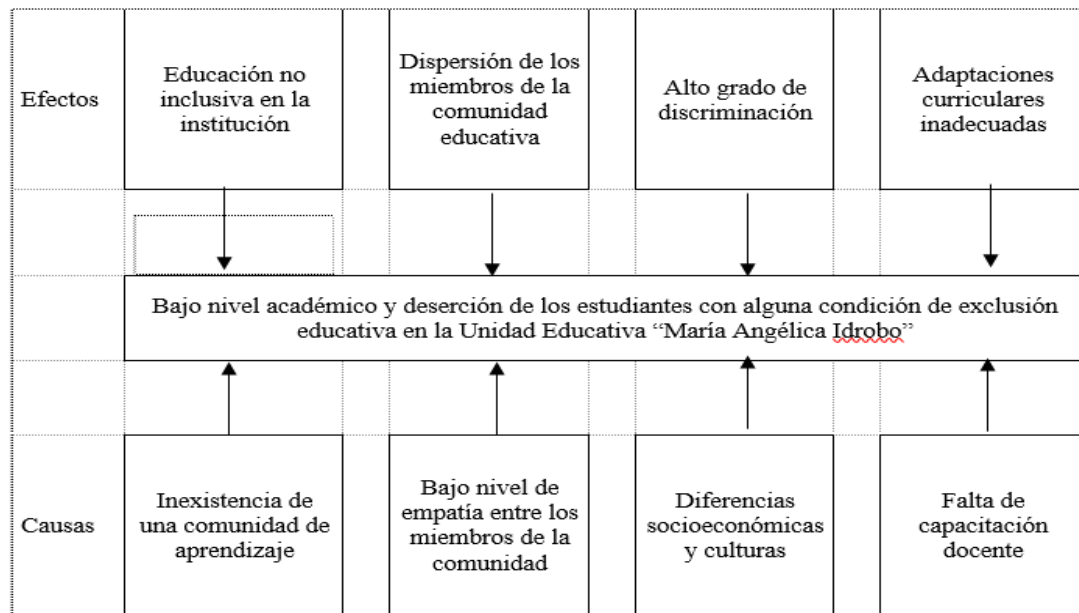 Efectos
Educación no
inclusiva en la
institución
Dispersión de los
miembros de la
comunidad
educativa
Alto grado de
discriminación
Adaptaciones
curriculares
inadecuadas
Bajo nivel académico y deserción de los estudiantes con alguna condición de exclusión
educativa en la Unidad Educativa “María Angélica Idrobo”
Causas
Inexistencia de
una comunidad de
aprendizaje
Bajo nivel de
empatía entre los
miembros de la
comunidad
Diferencias
socioeconómicas
y culturas
Falta de
capacitación
docente